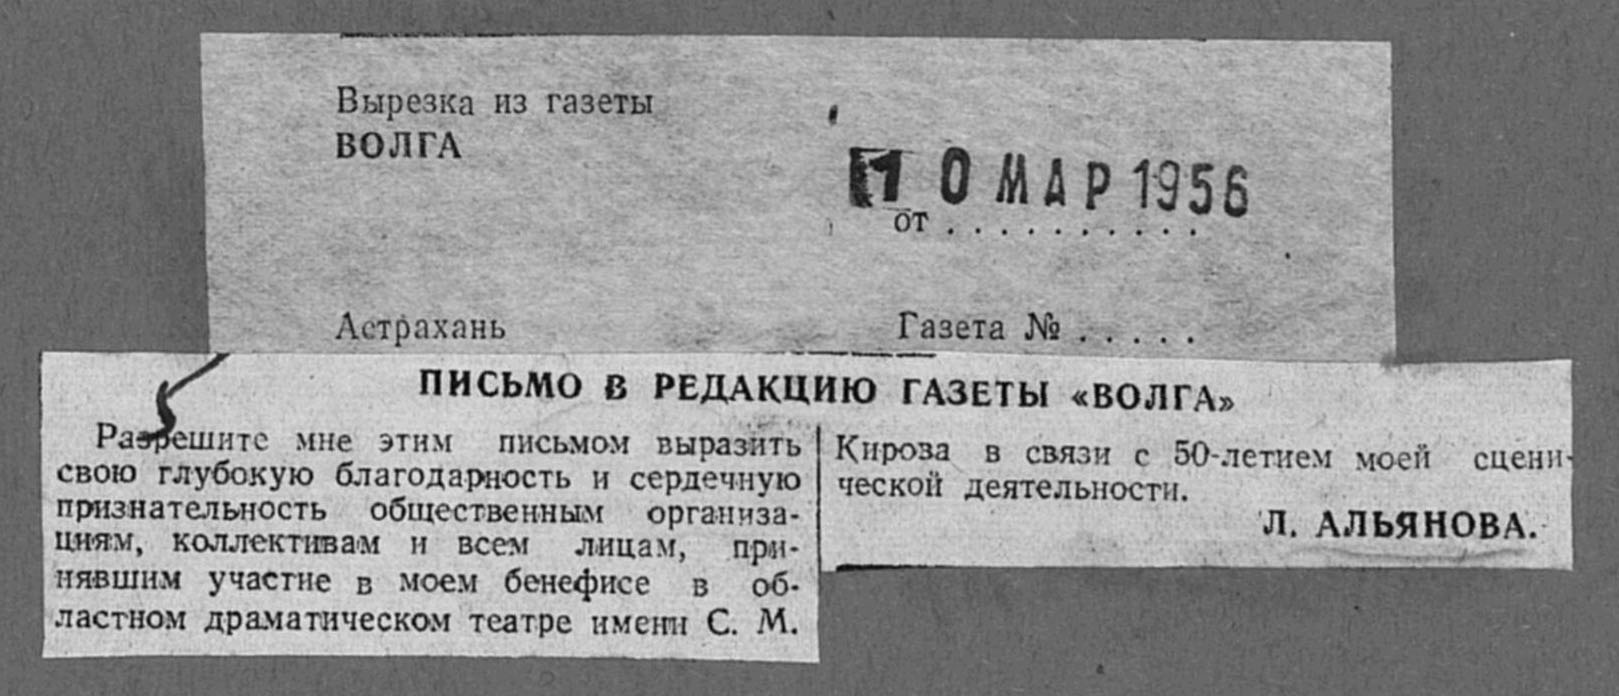 Вырезка из газеты
ВОЛГА
10 МАР 1956
от . . . . . . . . . .
Астрахань
Газета № . . . . .
ПИСЬМО В РЕДАКЦИЮ ГАЗЕТЫ «ВОЛГА»
Разрешите мне этим письмом выразить
свою глубокую благодарность и сердечную
признательность общественным организа-
циям, коллективам и всем лицам, при-
нявшим участие в моем бенефисе в об-
ластном драматическом театре имени С. М.
Кирова в связи с 50-летием моей сцени-
ческой деятельности.
Л. АЛЬЯНОВА.